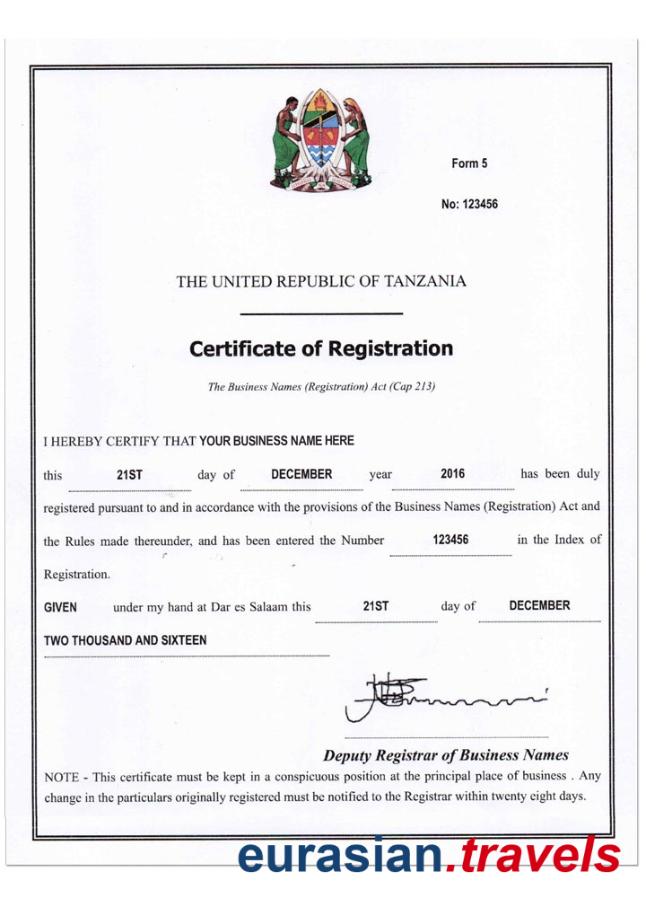 Form 5
No: 123456
THE UNITED REPUBLIC OF TANZANIA
Certificate of Registration
The Business Names (Registration) Act (Cap 213)
I HEREBY CERTIFY THAT YOUR BUSINESS NAME HERE
this 21ST day of DECEMBER year 2016 has been duly
registered pursuant to and in accordance with the provisions of the Business Names (Registration) Act and
the Rules made thereunder, and has been entered the Number 123456 in the Index of
Registration.
GIVEN under my hand at Dar es Salaam this 21ST day of DECEMBER
TWO THOUSAND AND SIXTEEN
Deputy Registrar of Business Names
NOTE - This certificate must be kept in a conspicuous position at the principal place of business . Any
change in the particulars originally registered must be notified to the Registrar within twenty eight days.
eurasian.travels